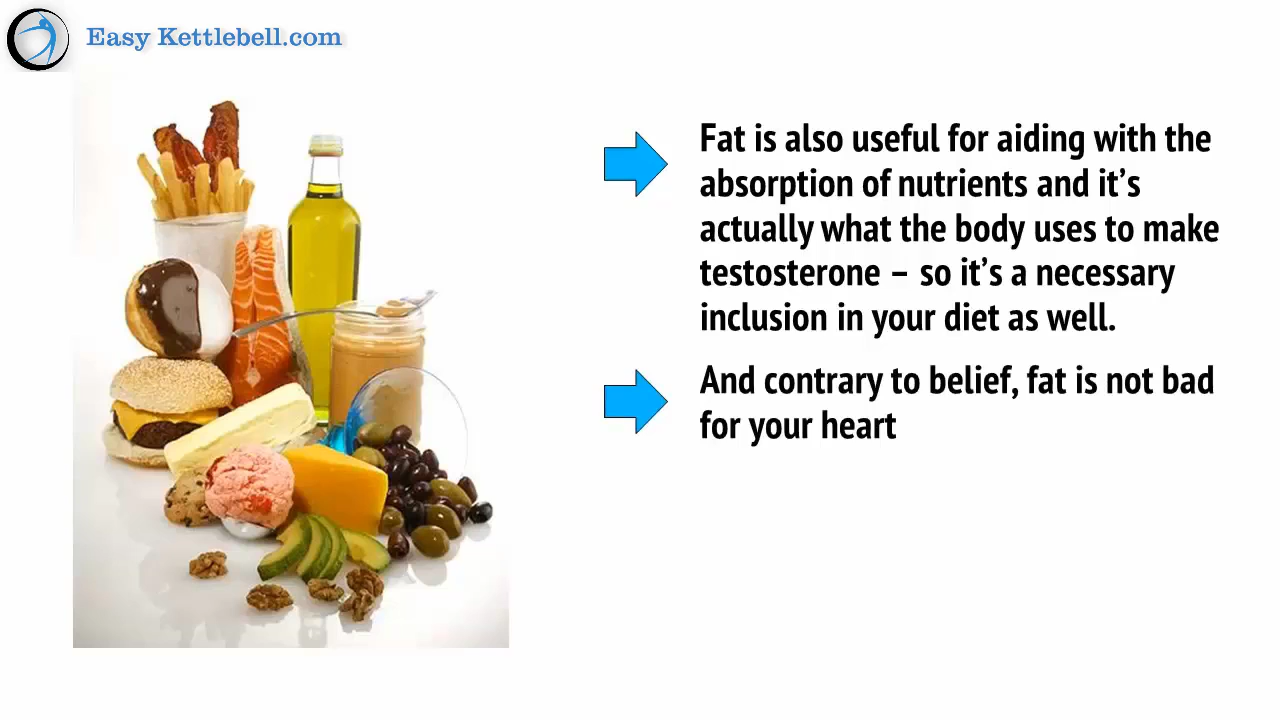 Easy Kettlebell.com
Fat is also useful for aiding with the
absorption of nutrients and it’s
actually what the body uses to make
testosterone – so it’s a necessary
inclusion in your diet as well.
And contrary to belief, fat is not bad
for your heart